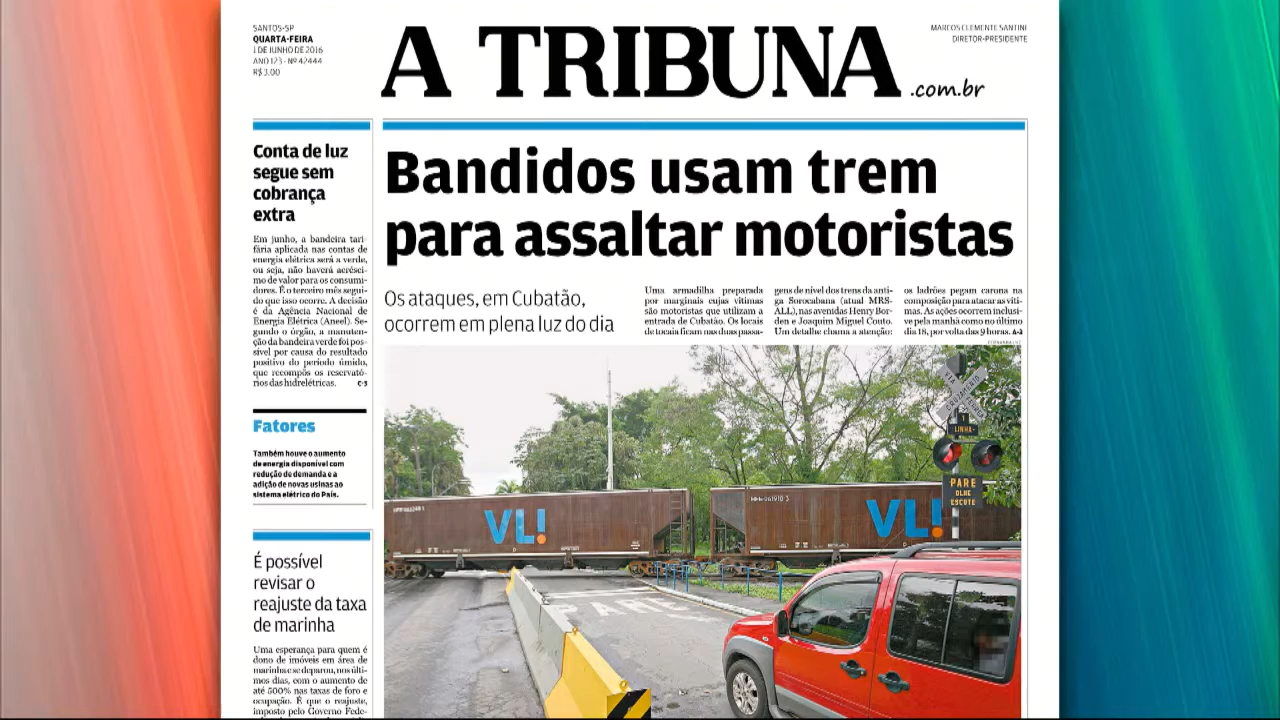 SANTOS-SP
QUARTA-FEIRA
1 DE JUNHO DE 2016
ANO 123 - Nº 42444
R$ 3,00
A TRIBUNA
.com.br
MARCOS CLEMENTE SANTINI
DIRETOR-PRESIDENTE
Conta de luz
segue sem
cobrança
extra
Em junho, a bandeira tari-
fária aplicada nas contas de
energia elétrica será a verde,
ou seja, não haverá acrésci-
mo de valor para os consumi-
dores. É o terceiro mês segui-
do que isso ocorre. A decisão
é da Agência Nacional de
Energia Elétrica (Aneel). Se-
gundo o órgão, a manuten-
ção da bandeira verde foi pos-
sível por causa do resultado
positivo do período úmido,
que recompôs os reservató-
rios das hidrelétricas. C-3
Fatores
Também houve o aumento
de energia disponível com
redução de demanda e a
adição de novas usinas ao
sistema elétrico do País.
É possível
revisar o
reajuste da taxa
de marinha
Uma esperança para quem é
dono de imóveis em área de
marinha e se deparou, nos últi-
mos dias, com o aumento de
até 500% nas taxas de foro e
ocupação. É que o reajuste,
imposto pelo Governo Fede-
Bandidos usam trem
para assaltar motoristas
Os ataques, em Cubatão,
ocorrem em plena luz do dia
Uma armadilha preparada
por marginais cujas vítimas
são motoristas que utilizam a
entrada de Cubatão. Os locais
de tocaia ficam nas duas passa-
gens de nível dos trens da anti-
ga Sorocabana (atual MRS-
ALL), nas avenidas Henry Bor-
den e Joaquim Miguel Couto.
Um detalhe chama a atenção:
os ladrões pegam carona na
composição para atacar as víti-
mas. As ações ocorrem inclusi-
ve pela manhã como no último
dia 18, por volta das 9 horas. A-3
VL!
VL!
LINHA
PARE
OLHE
ESCUTE
PARE